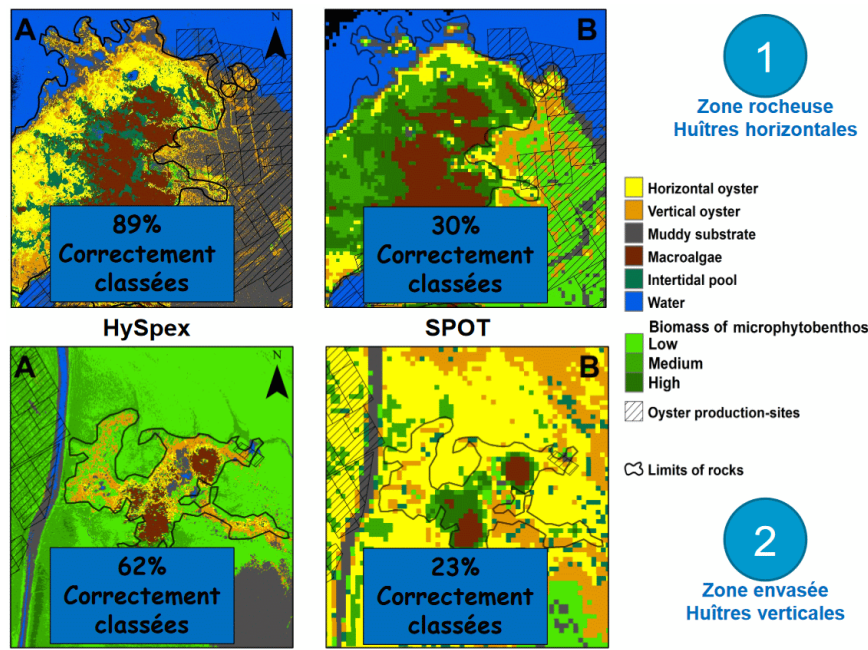 A
N
89%
Correctement
classées
B
30%
Correctement
classées
1
Zone rocheuse
Huîtres horizontales
HySpex
SPOT
A
N
62%
Correctement
classées
B
23%
Correctement
classées
Horizontal oyster
Vertical oyster
Muddy substrate
Macroalgae
Intertidal pool
Water
Biomass of microphytobenthos
Low
Medium
High
Oyster production-sites
Limits of rocks
2
Zone envasée
Huîtres verticales